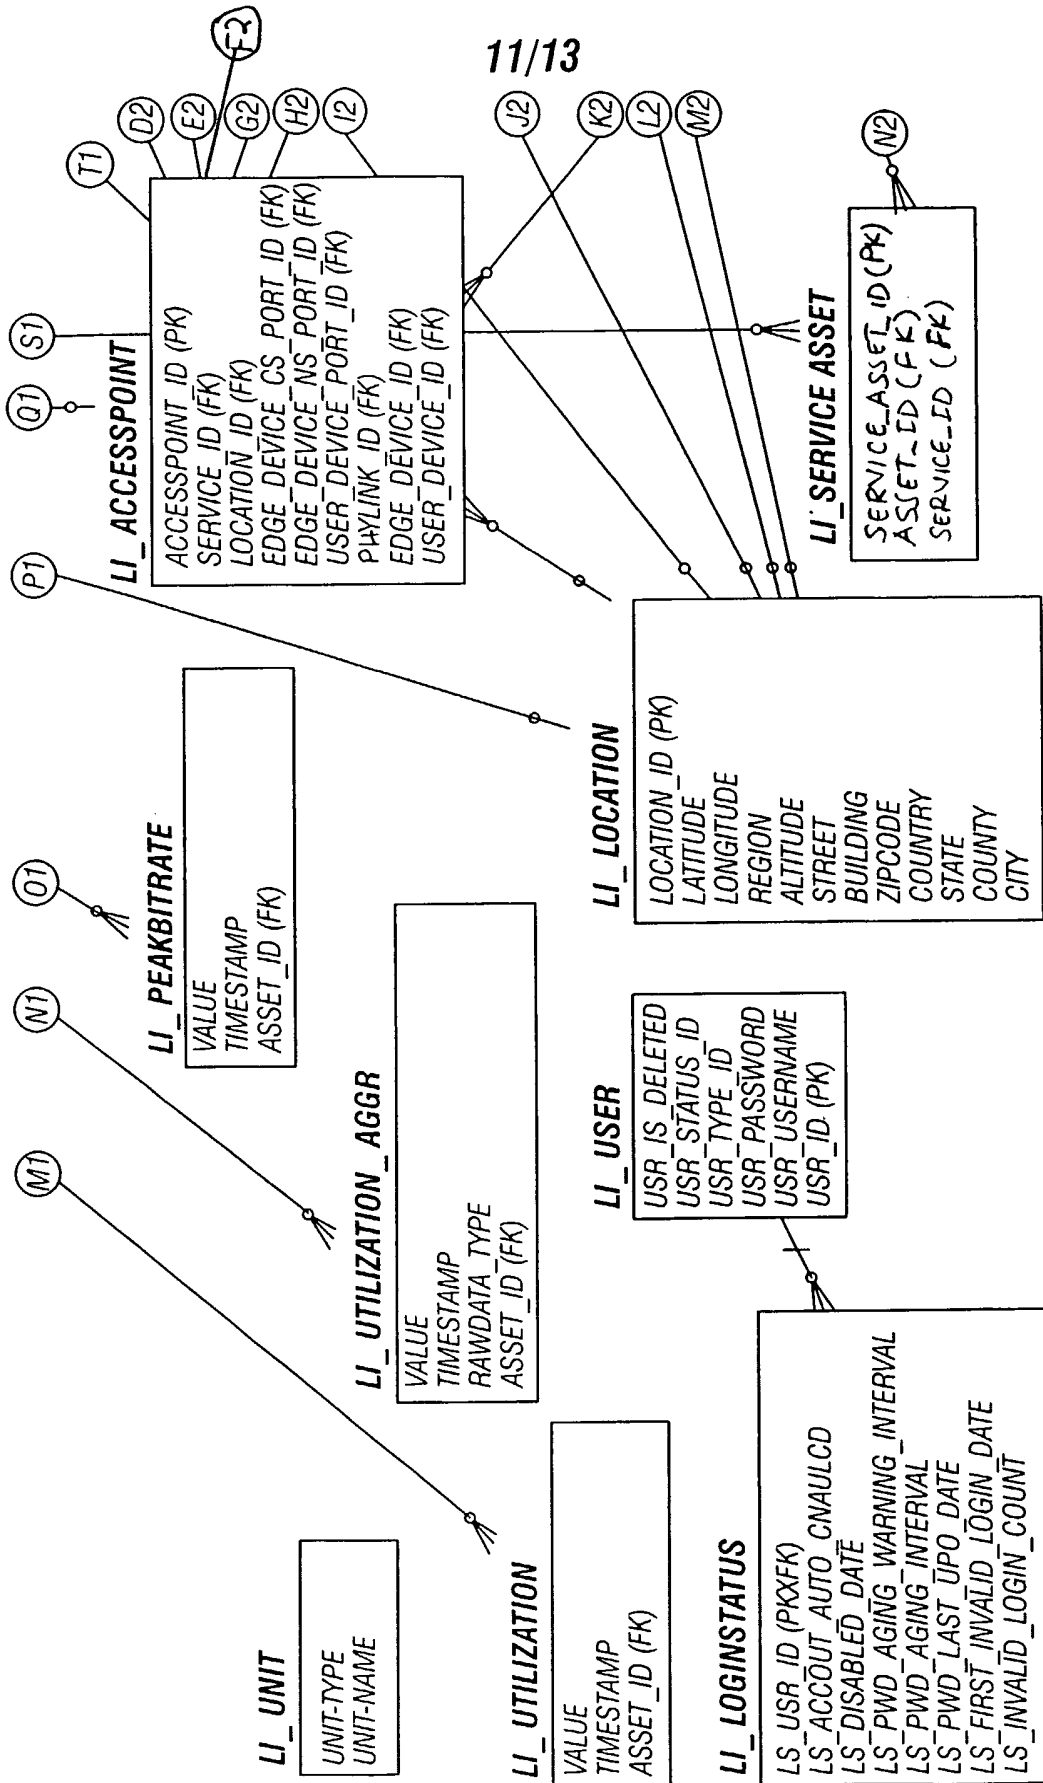 11/13
LI_UNIT
UNIT-TYPE
UNIT-NAME
M1
N1
O1
P1
Q1
S1
T1
D2
E2
F2
G2
H2
I2
LI_UTILIZATION
VALUE
TIMESTAMP
ASSET_ID (FK)
LI_UTILIZATION_AGGR
VALUE
TIMESTAMP
RAWDATA_TYPE
ASSET_ID (FK)
LI_PEAKBITRATE
VALUE
TIMESTAMP
ASSET_ID (FK)
LI_ACCESSPOINT
ACCESSPOINT_ID (PK)
SERVICE_ID (FK)
LOCATION_ID (FK)
EDGE_DEVICE_CS_PORT_ID (FK)
EDGE_DEVICE_NS_PORT_ID (FK)
USER_DEVICE_PORT_ID (FK)
PHYLINK_ID (FK)
EDGE_DEVICE_ID (FK)
USER_DEVICE_ID (FK)
J2
K2
L2
M2
LI_LOGINSTATUS
LS_USR_ID (PKXFK)
LS_ACCOUT_AUTO_CNAULCD
LS_DISABLED_DATE
LS_PWD_AGING_WARNING_INTERVAL
LS_PWD_AGING_INTERVAL
LS_PWD_LAST_UPO_DATE
LS_FIRST_INVALID_LOGIN_DATE
LS_INVALID_LOGIN_COUNT
LI_USER
USR_IS_DELETED
USR_STATUS_ID
USR_TYPE_ID
USR_PASSWORD
USR_USERNAME
USR_ID (PK)
LI_LOCATION
LOCATION_ID (PK)
LATITUDE
LONGITUDE
REGION
ALTITUDE
STREET
BUILDING
ZIPCODE
COUNTRY
STATE
COUNTY
CITY
LI_SERVICE ASSET
SERVICE_ASSET_ID (PK)
ASSET_ID (FK)
SERVICE_ID (FK)
N2